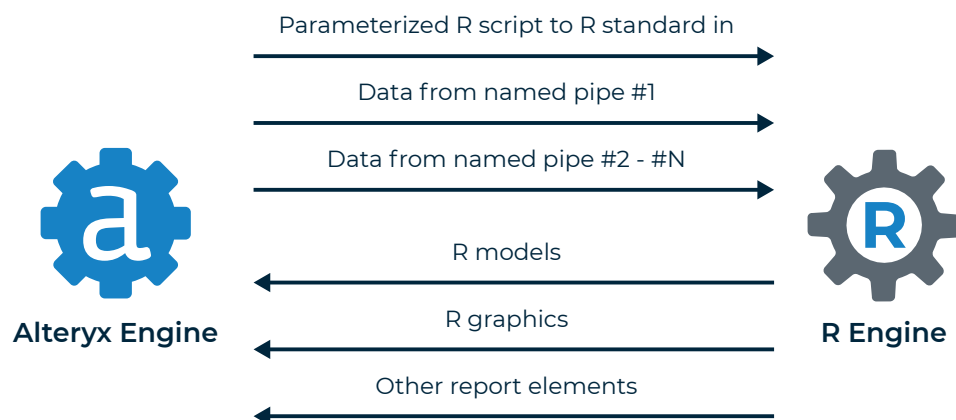 Parameterized R script to R standard in
Data from named pipe #1
Data from named pipe #2 - #N
a
R
R models
Alteryx Engine
R graphics
R Engine
Other report elements